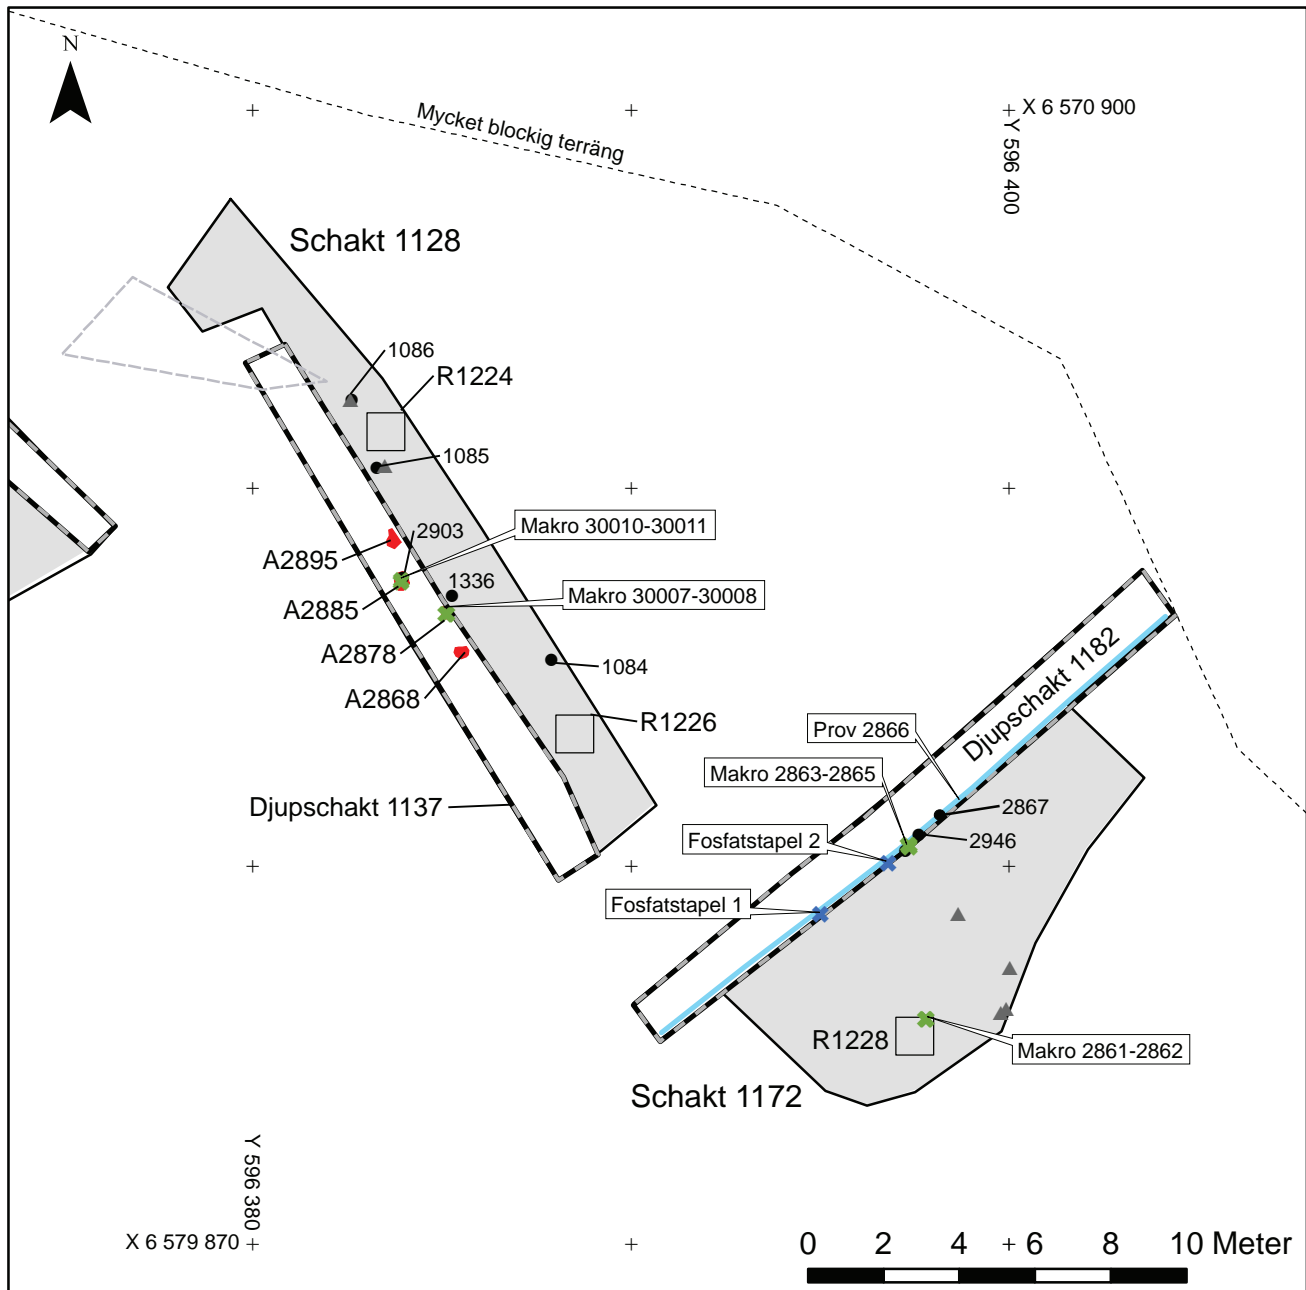 N
X 6 570 900
Y 596 400
Mycket blockig terräng
Schakt 1128
1086
R1224
1085
Makro 30010-30011
2903
A2895
1336
Makro 30007-30008
A2885
A2878
1084
A2868
R1226
Djupschakt 1182
Prov 2866
Makro 2863-2865
Djupschakt 1137
2867
2946
Fosfatstapel 2
Fosfatstapel 1
R1228
Makro 2861-2862
Schakt 1172
Y 596 380
X 6 579 870
0 2 4 6 8 10 Meter